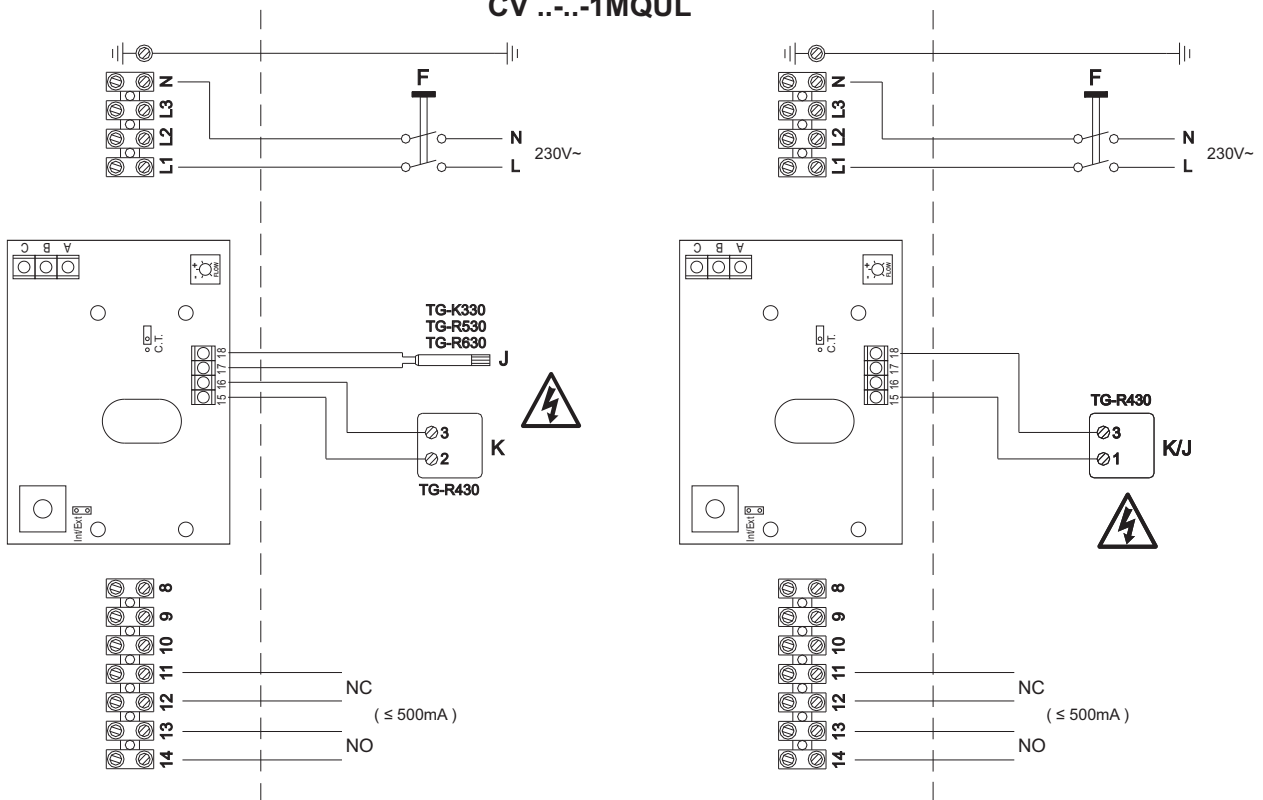 CV ..-..-1MQUL
N
L3
L2
L1
F
N
L
230V~
C B A
- +
FLOW
C.T.
18
17
16
15
TG-K330
TG-R530
TG-R630
J
3
2
K
TG-R430
Int/Ext
8
9
10
11
12
13
14
NC
( ≤ 500mA )
NO
N
L3
L2
L1
F
N
L
230V~
C B A
- +
FLOW
C.T.
18
17
16
15
TG-R430
3
1
K/J
Int/Ext
8
9
10
11
12
13
14
NC
( ≤ 500mA )
NO